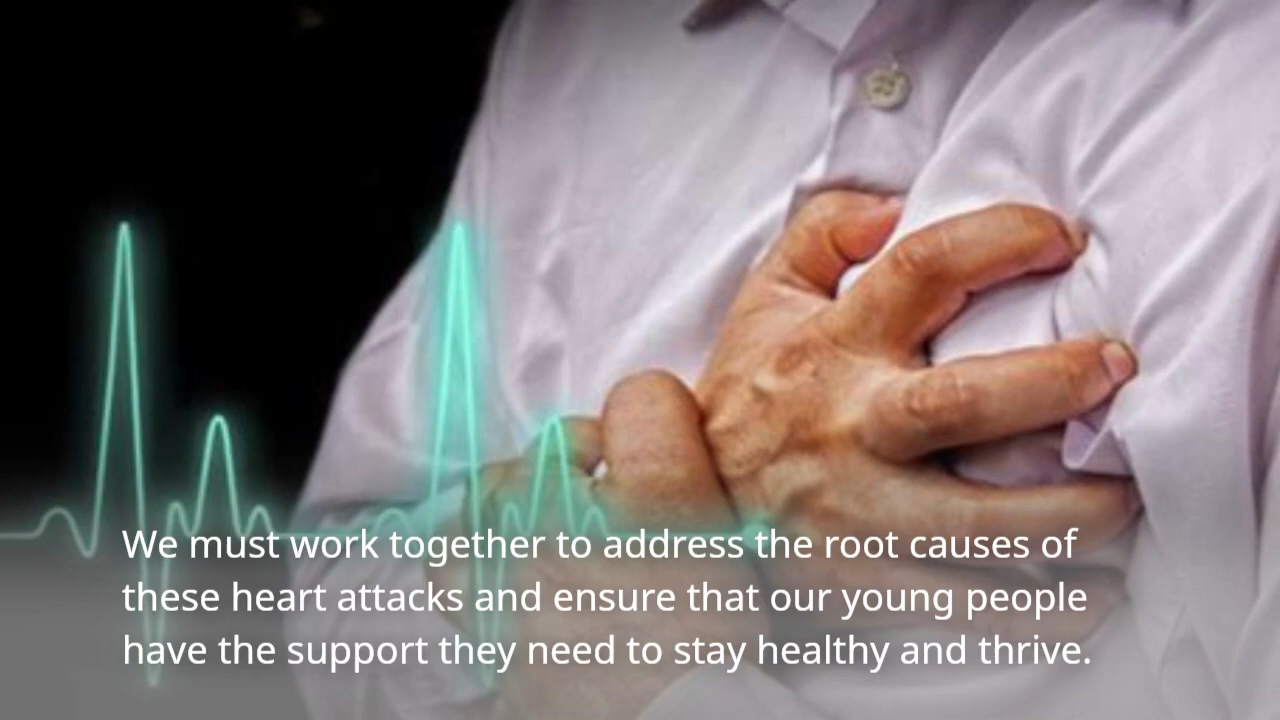 We must work together to address the root causes of
these heart attacks and ensure that our young people
have the support they need to stay healthy and thrive.